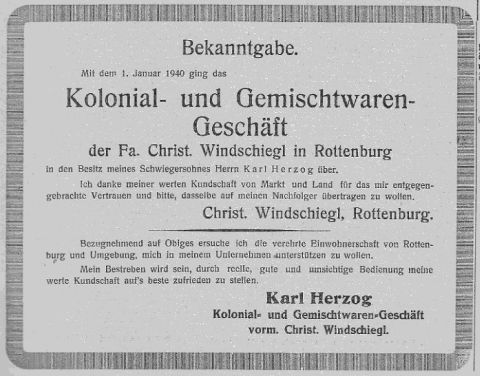 Bekanntgabe.
Mit dem 1. Januar 1940 ging das
Kolonial- und Gemischtwaren-
Geschäft
der Fa. Christ. Windschiegl in Rottenburg
in den Besitz meines Schwiegersohnes Herrn Karl Herzog über.
Ich danke meiner werten Kundschaft von Markt und Land für das mir entgegen-
gebrachte Vertrauen und bitte, dasselbe auf meinen Nachfolger übertragen zu wollen.
Christ. Windschiegl, Rottenburg.
Bezugnehmend auf Obiges ersuche ich die verehrte Einwohnerschaft von Rotten-
burg und Umgebung, mich in meinem Unternehmen unterstützen zu wollen.
Mein Bestreben wird sein, durch reelle, gute und umsichtige Bedienung meine
werte Kundschaft auf's beste zufrieden zu stellen.
Karl Herzog
Kolonial- und Gemischtwaren-Geschäft
vorm. Christ. Windschiegl.